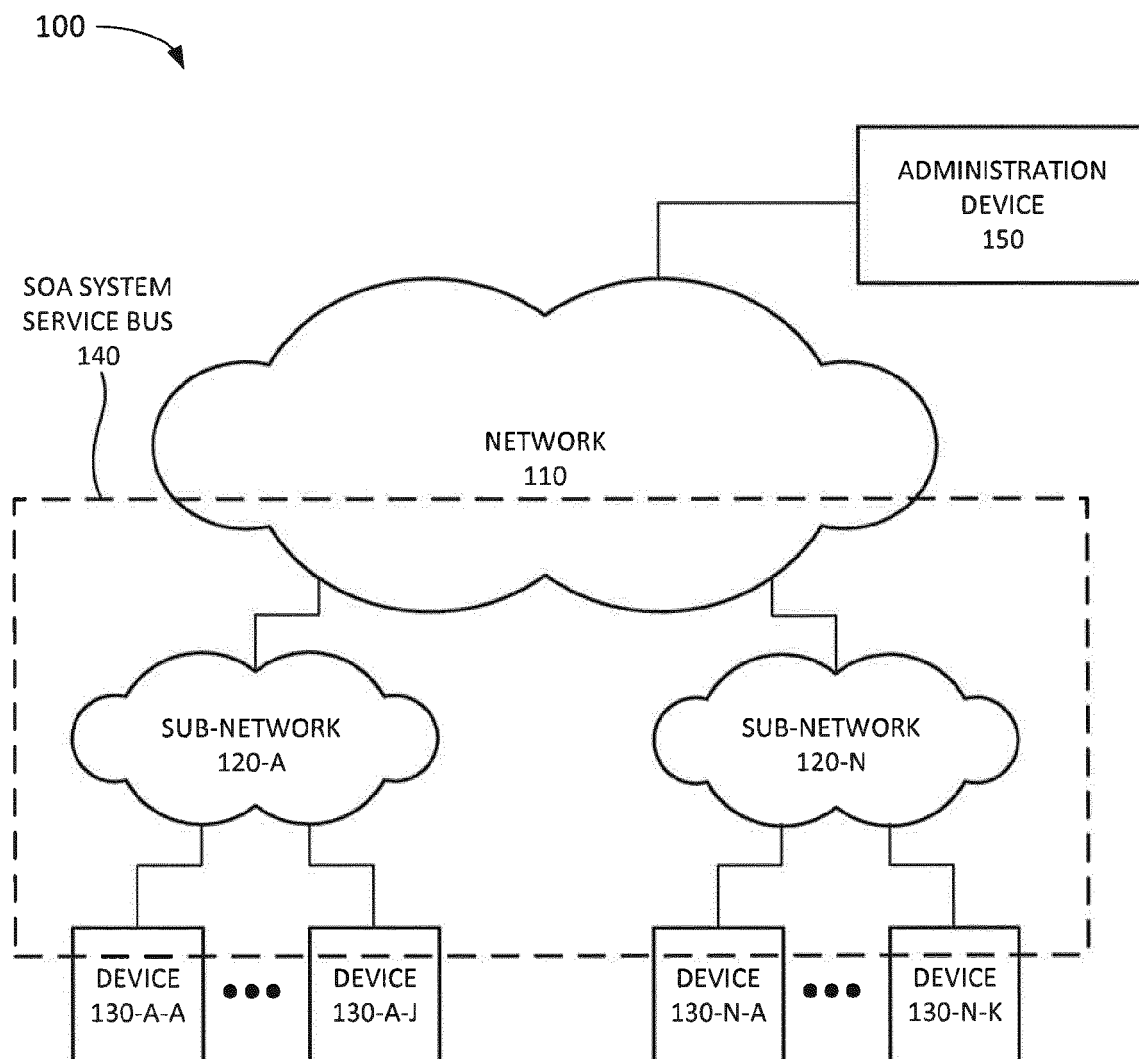 100
ADMINISTRATION
DEVICE
150
SOA SYSTEM
SERVICE BUS
140
NETWORK
110
SUB-NETWORK
120-A
SUB-NETWORK
120-N
DEVICE
130-A-A
DEVICE
130-A-J
DEVICE
130-N-A
DEVICE
130-N-K